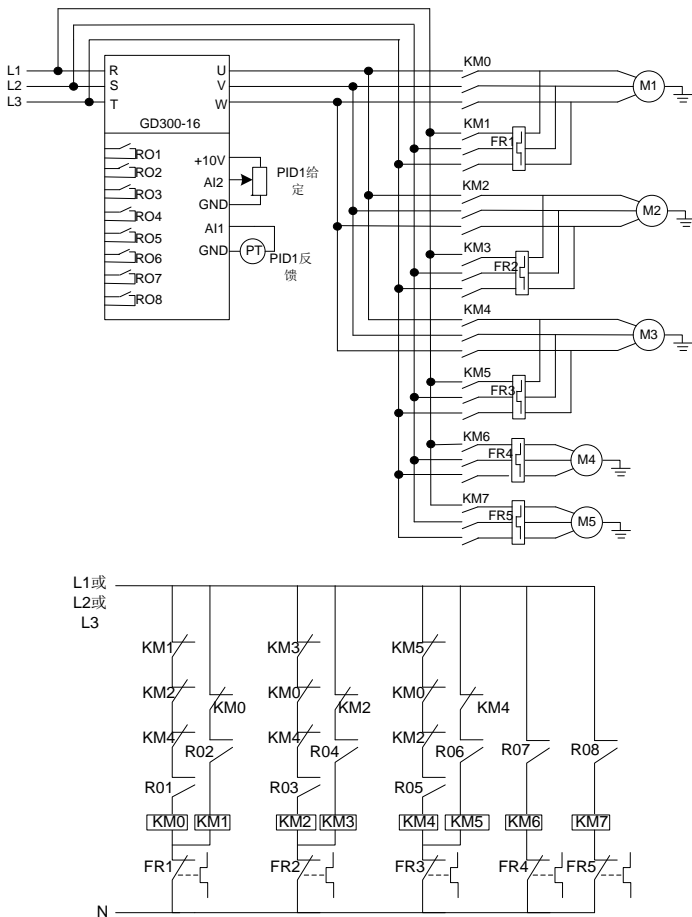 L1
L2
L3
R
S
T
U
V
W
GD300-16
RO1
RO2
RO3
RO4
RO5
RO6
RO7
RO8
+10V
AI2
GND
AI1
GND
PT
PID1给
定
PID1反
馈
KM0
M1
KM1
FR1
KM2
M2
KM3
FR2
KM4
M3
KM5
FR3
KM6
FR4
M4
KM7
FR5
M5
L1或
L2或
L3
KM1
KM3
KM5
KM2
KM0
KM0
KM2
KM0
KM4
KM4
R02
KM4
R04
KM2
R06
R07
R08
R01
R03
R05
KM0
KM1
KM2
KM3
KM4
KM5
KM6
KM7
FR1
FR2
FR3
FR4
FR5
N